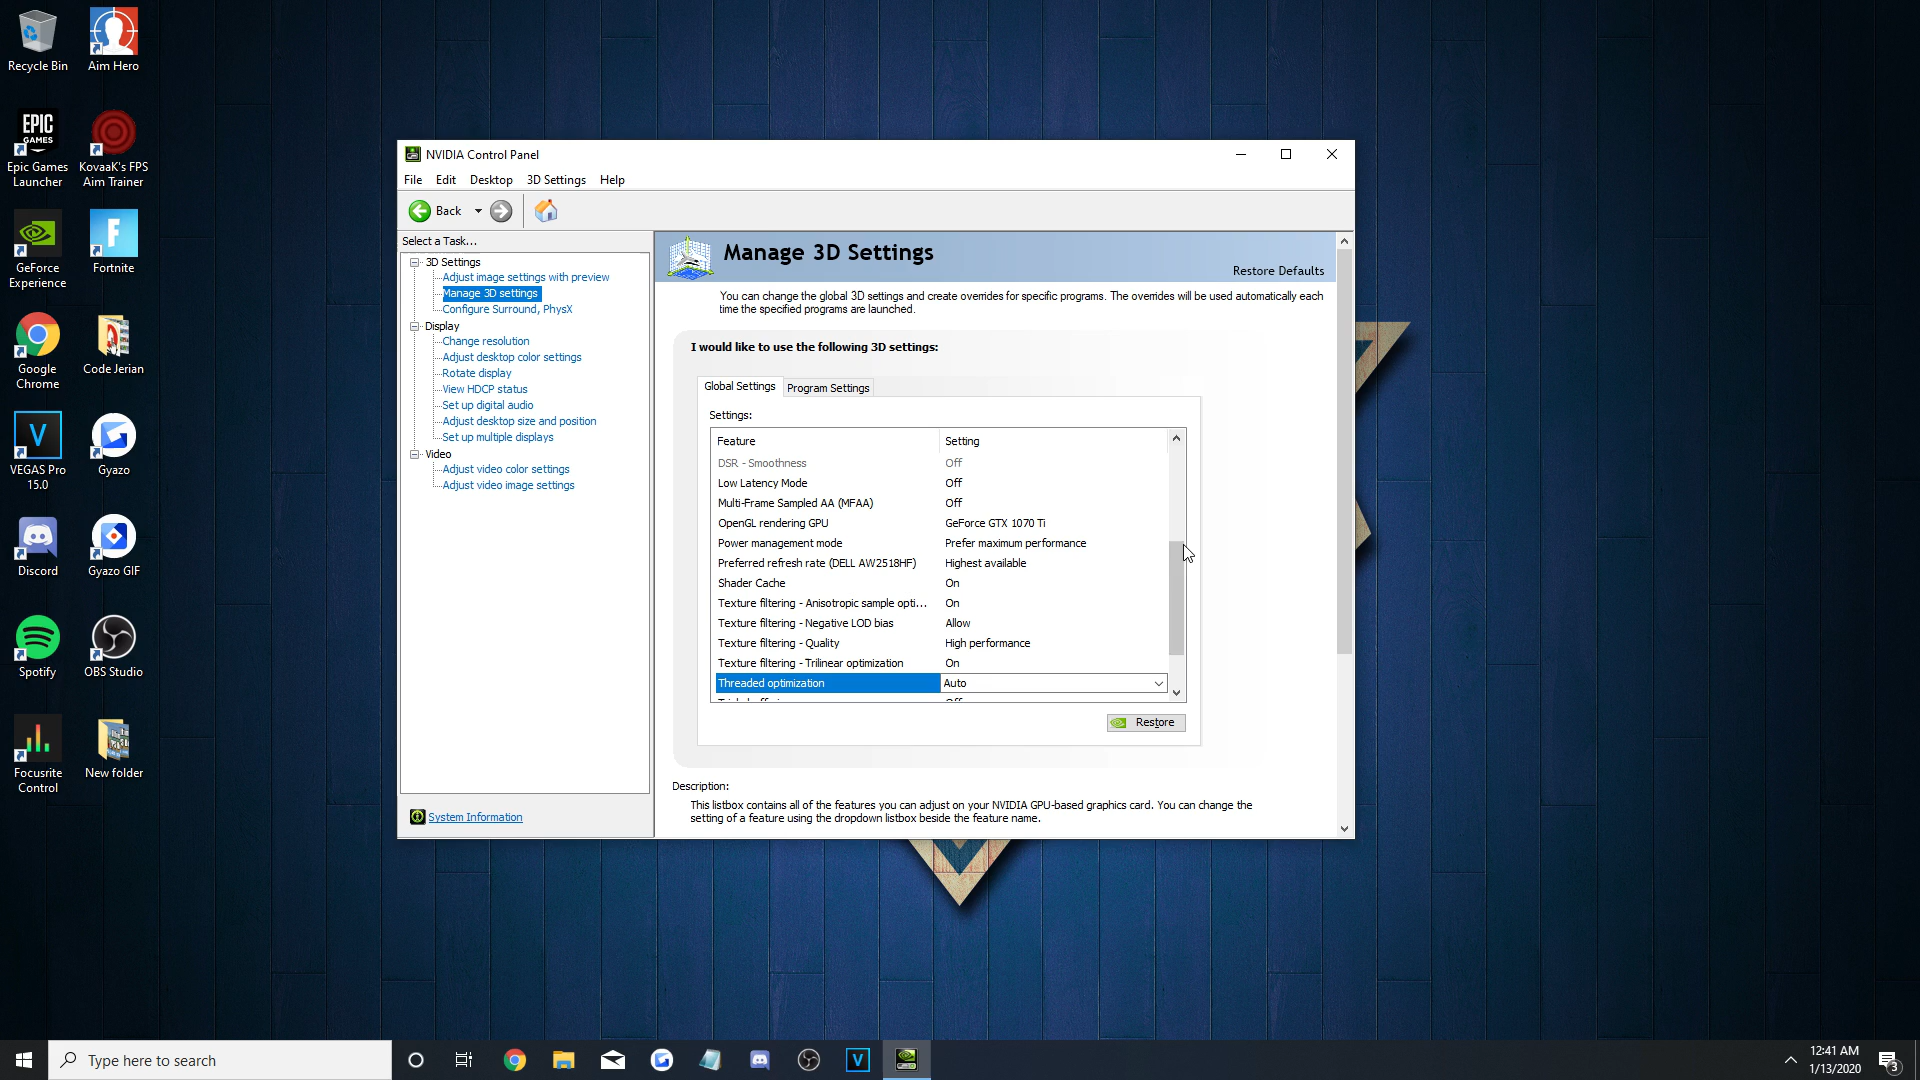 Recycle Bin
Aim Hero
EPIC
GAMES
Epic Games
Launcher
KovaaK's FPS
Aim Trainer
GeForce
Experience
F
Fortnite
Google
Chrome
Code Jerian
V
VEGAS Pro
15.0
Gyazo
Discord
Gyazo GIF
Spotify
OBS Studio
Focusrite
Control
New folder
NVIDIA Control Panel
File Edit Desktop 3D Settings Help
Back
Select a Task...
3D Settings
Adjust image settings with preview
Manage 3D settings
Configure Surround, PhysX
Display
Change resolution
Adjust desktop color settings
Rotate display
View HDCP status
Set up digital audio
Adjust desktop size and position
Set up multiple displays
Video
Adjust video color settings
Adjust video image settings
System Information
Manage 3D Settings
Restore Defaults
You can change the global 3D settings and create overrides for specific programs. The overrides will be used automatically each
time the specified programs are launched.
I would like to use the following 3D settings:
Global Settings Program Settings
Settings:
Feature Setting
DSR - Smoothness Off
Low Latency Mode Off
Multi-Frame Sampled AA (MFAA) Off
OpenGL rendering GPU GeForce GTX 1070 Ti
Power management mode Prefer maximum performance
Preferred refresh rate (DELL AW2518HF) Highest available
Shader Cache On
Texture filtering - Anisotropic sample opti... On
Texture filtering - Negative LOD bias Allow
Texture filtering - Quality High performance
Texture filtering - Trilinear optimization On
Threaded optimization Auto
Restore
Description:
This listbox contains all of the features you can adjust on your NVIDIA GPU-based graphics card. You can change the
setting of a feature using the dropdown listbox beside the feature name.
Type here to search
V
12:41 AM
1/13/2020
3